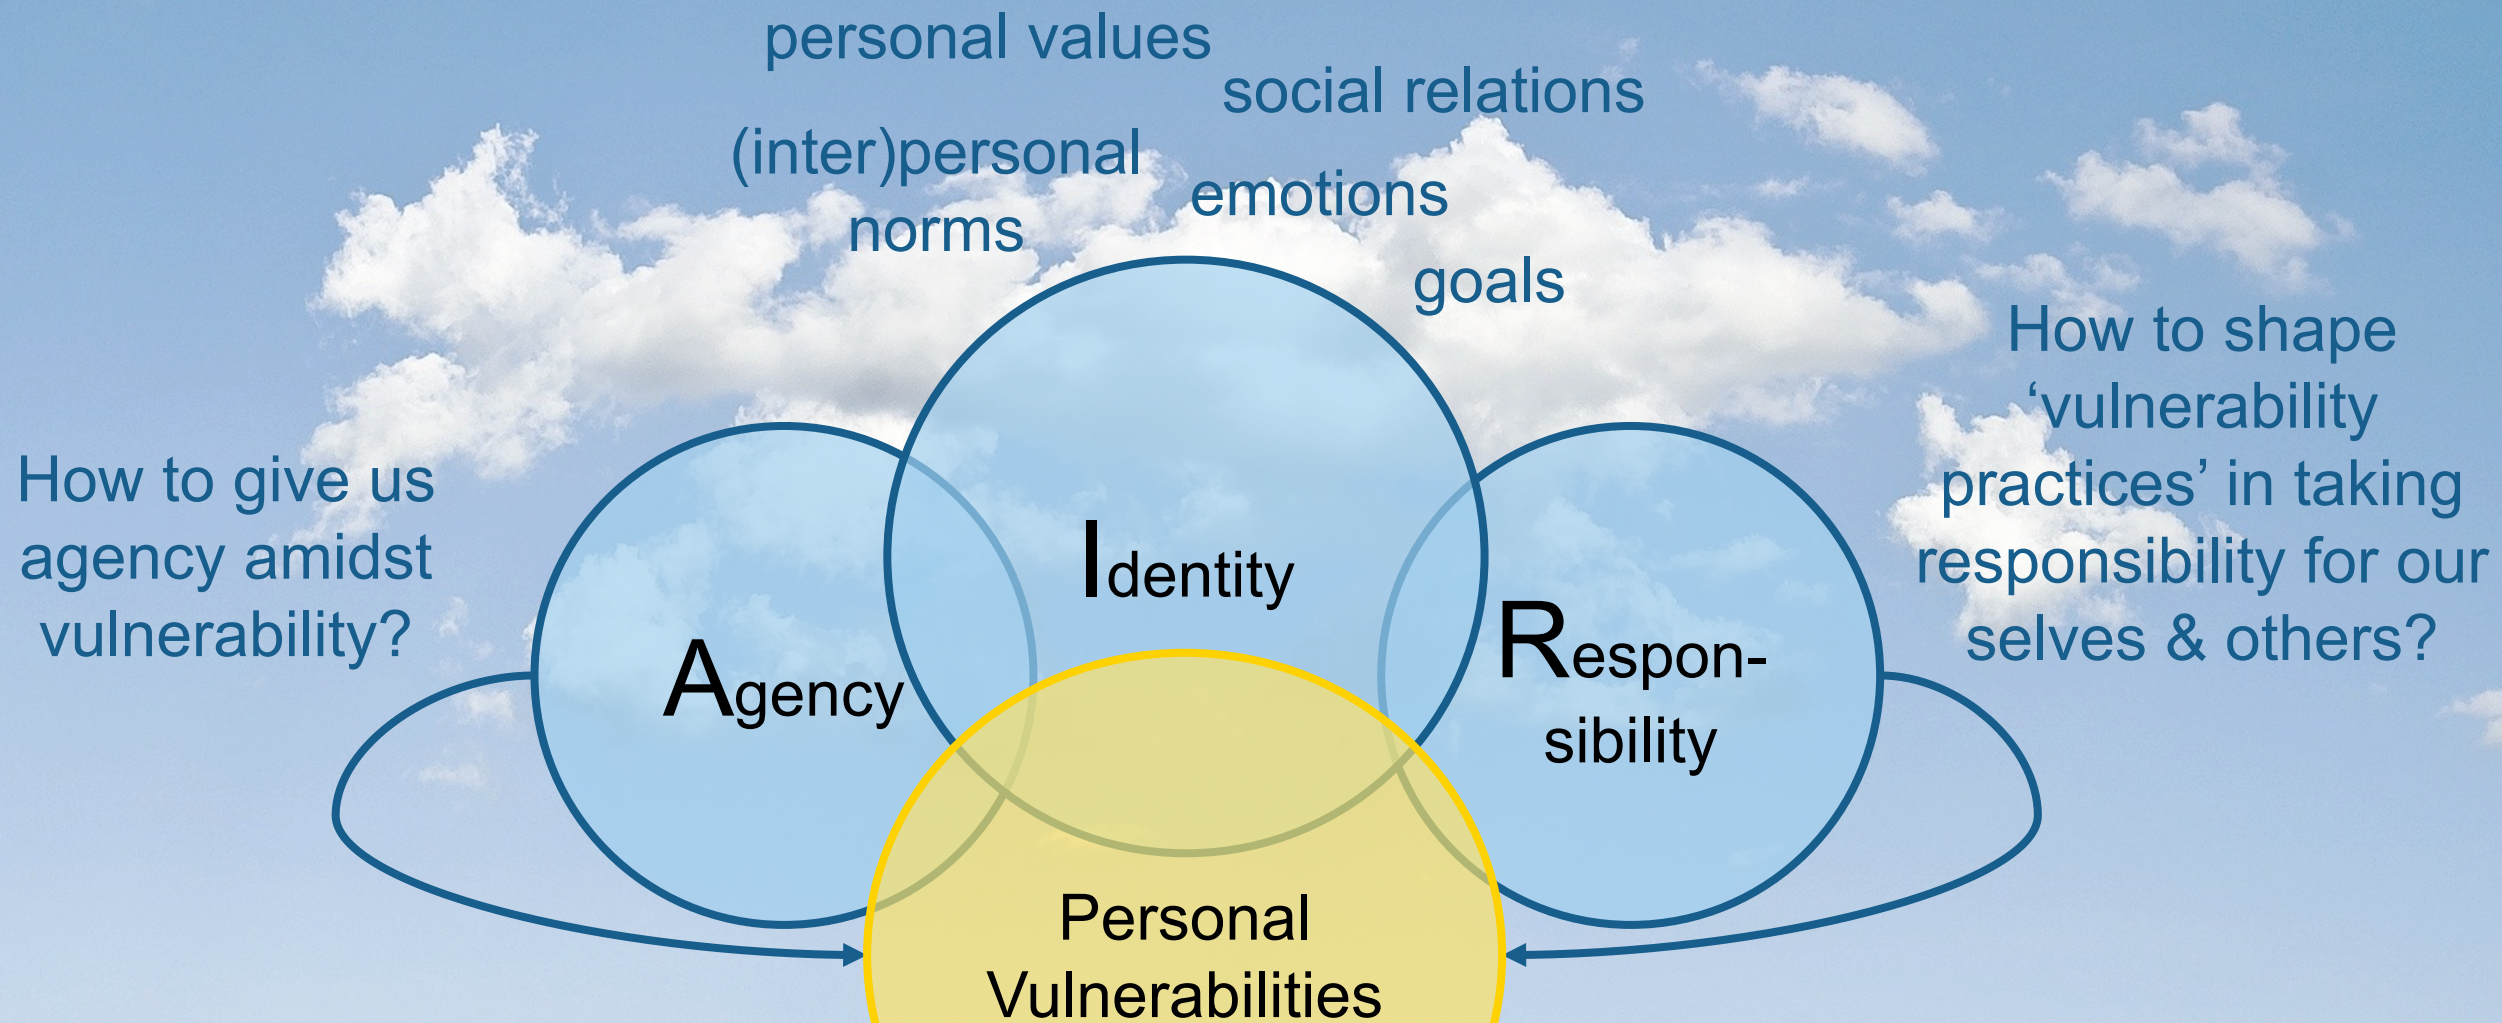 personal values
social relations
(inter)personal
norms
emotions
goals
How to give us
agency amidst
vulnerability?
Agency
Identity
Respon-
sibility
How to shape
‘vulnerability
practices’ in taking
responsibility for our
selves & others?
Personal
Vulnerabilities